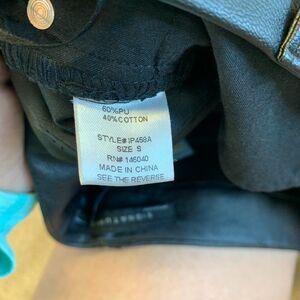 60%PU
40%COTTON
STYLE# IP458A
SIZE S
RN# 146040
MADE IN CHINA
SEE THE REVERSE